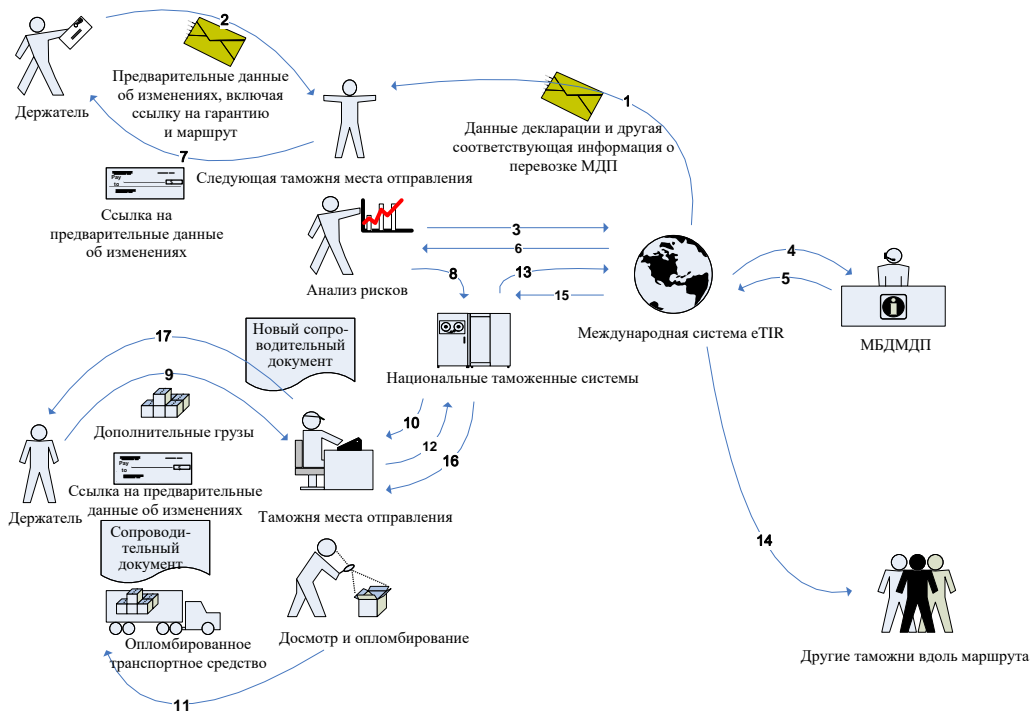 2
Держатель
Предварительные данные
об изменениях, включая
ссылку на гарантию
и маршрут
1
Данные декларации и другая
соответствующая информация о
перевозке МДП
7
Pay
to
Следующая таможня места отправления
Ссылка на
предварительные данные
об изменениях
3
6
Анализ рисков
8
13
15
4
5
Международная система eTIR
МБДМДП
Новый сопро-
водительный
документ
17
Национальные таможенные системы
9
Дополнительные грузы
10
12
16
Pay
to
Держатель
Ссылка на предварительные
данные об изменениях
Таможня места отправления
Сопроводи-
тельный
документ
14
Опломбированное
транспортное средство
Досмотр и опломбирование
Другие таможни вдоль маршрута
11